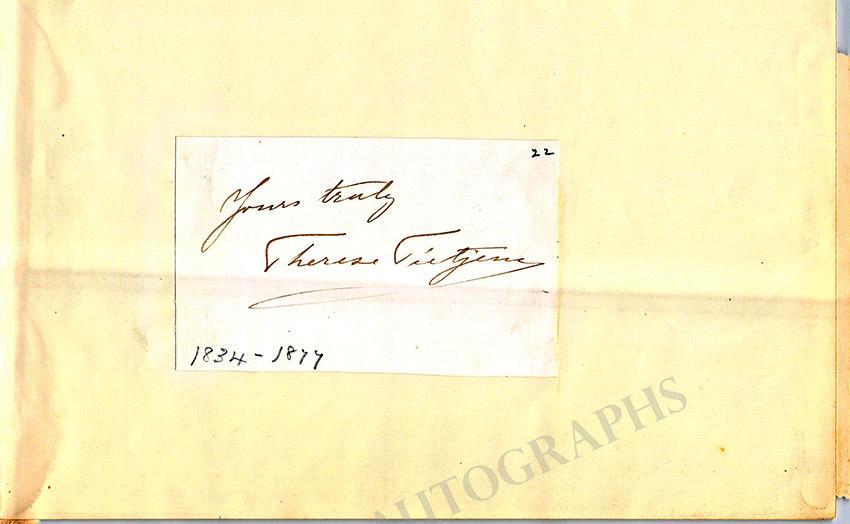 22
Yours truly
Therese Tietjens
1834-1877
AUTOGRAPHS